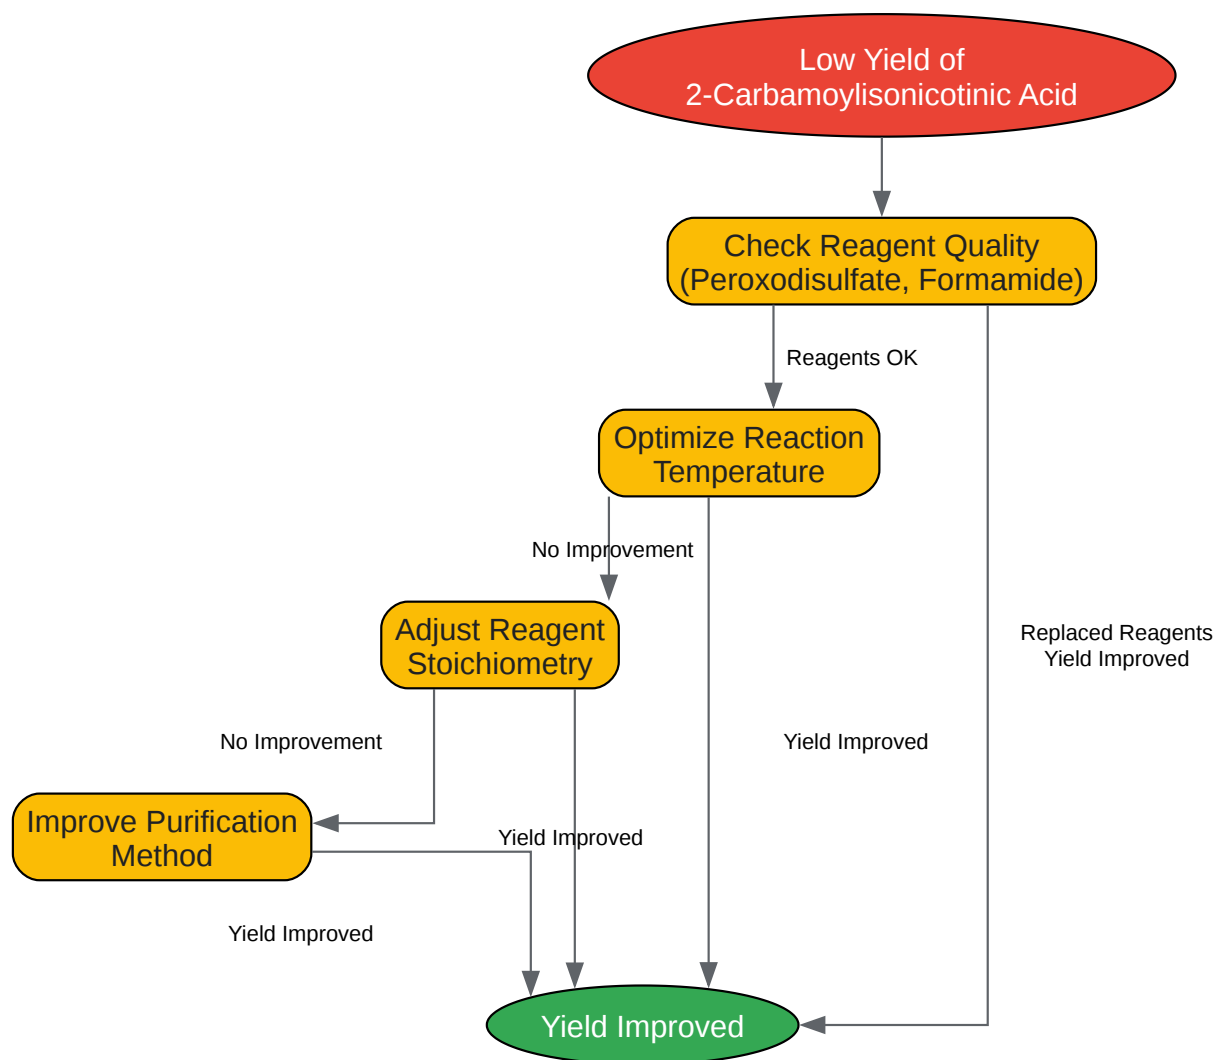 Low Yield of
2-Carbamoylisonicotinic Acid
Check Reagent Quality
(Peroxodisulfate, Formamide)
Reagents OK
Optimize Reaction
Temperature
No Improvement
Adjust Reagent
Stoichiometry
Replaced Reagents
Yield Improved
No Improvement
Yield Improved
Improve Purification
Method
Yield Improved
Yield Improved
Yield Improved